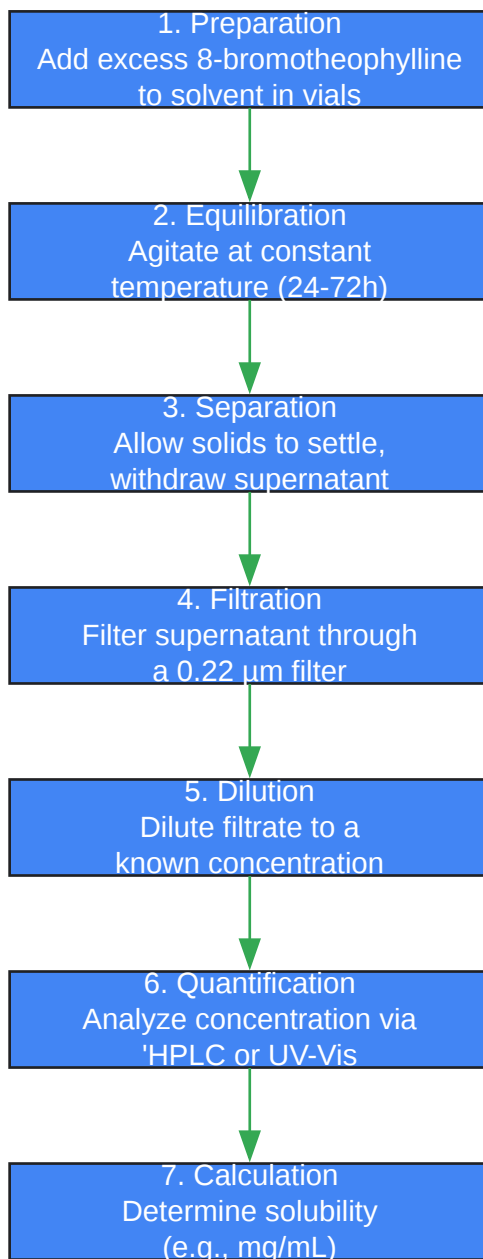 1. Preparation
Add excess 8-bromotheophylline
to solvent in vials
2. Equilibration
Agitate at constant
temperature (24-72h)
3. Separation
Allow solids to settle,
withdraw supernatant
4. Filtration
Filter supernatant through
a 0.22 µm filter
5. Dilution
Dilute filtrate to a
known concentration
6. Quantification
Analyze concentration via
'HPLC or UV-Vis
7. Calculation
Determine solubility
(e.g., mg/mL)